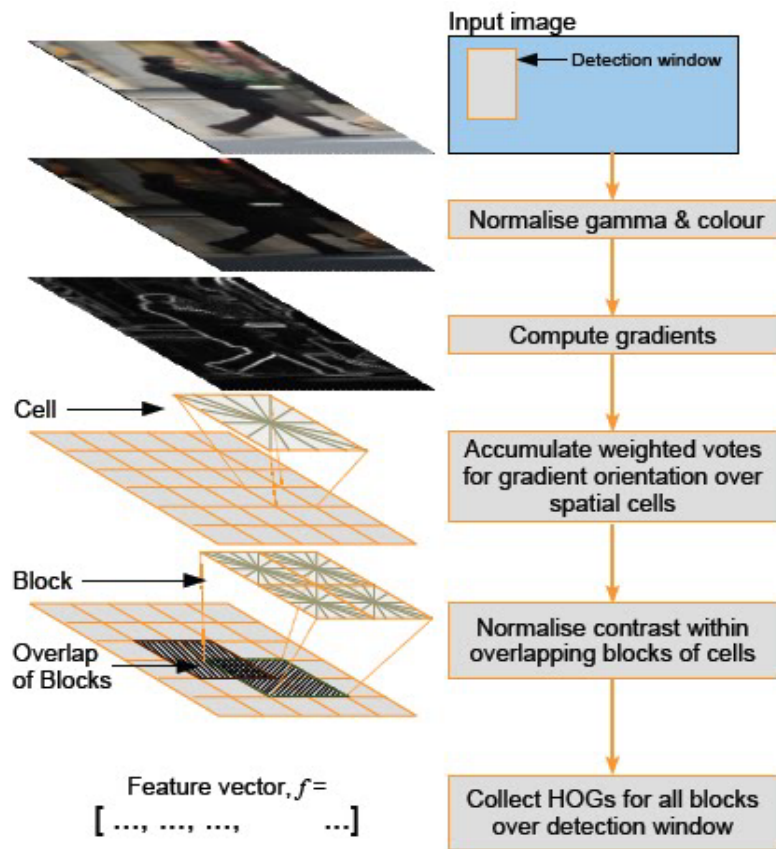 Input image
Detection window
Normalise gamma & colour
Compute gradients
Cell
Accumulate weighted votes
for gradient orientation over
spatial cells
Block
Normalise contrast within
overlapping blocks of cells
Overlap
of Blocks
Feature vector, f =
[ ..., ..., ..., ...]
Collect HOGs for all blocks
over detection window